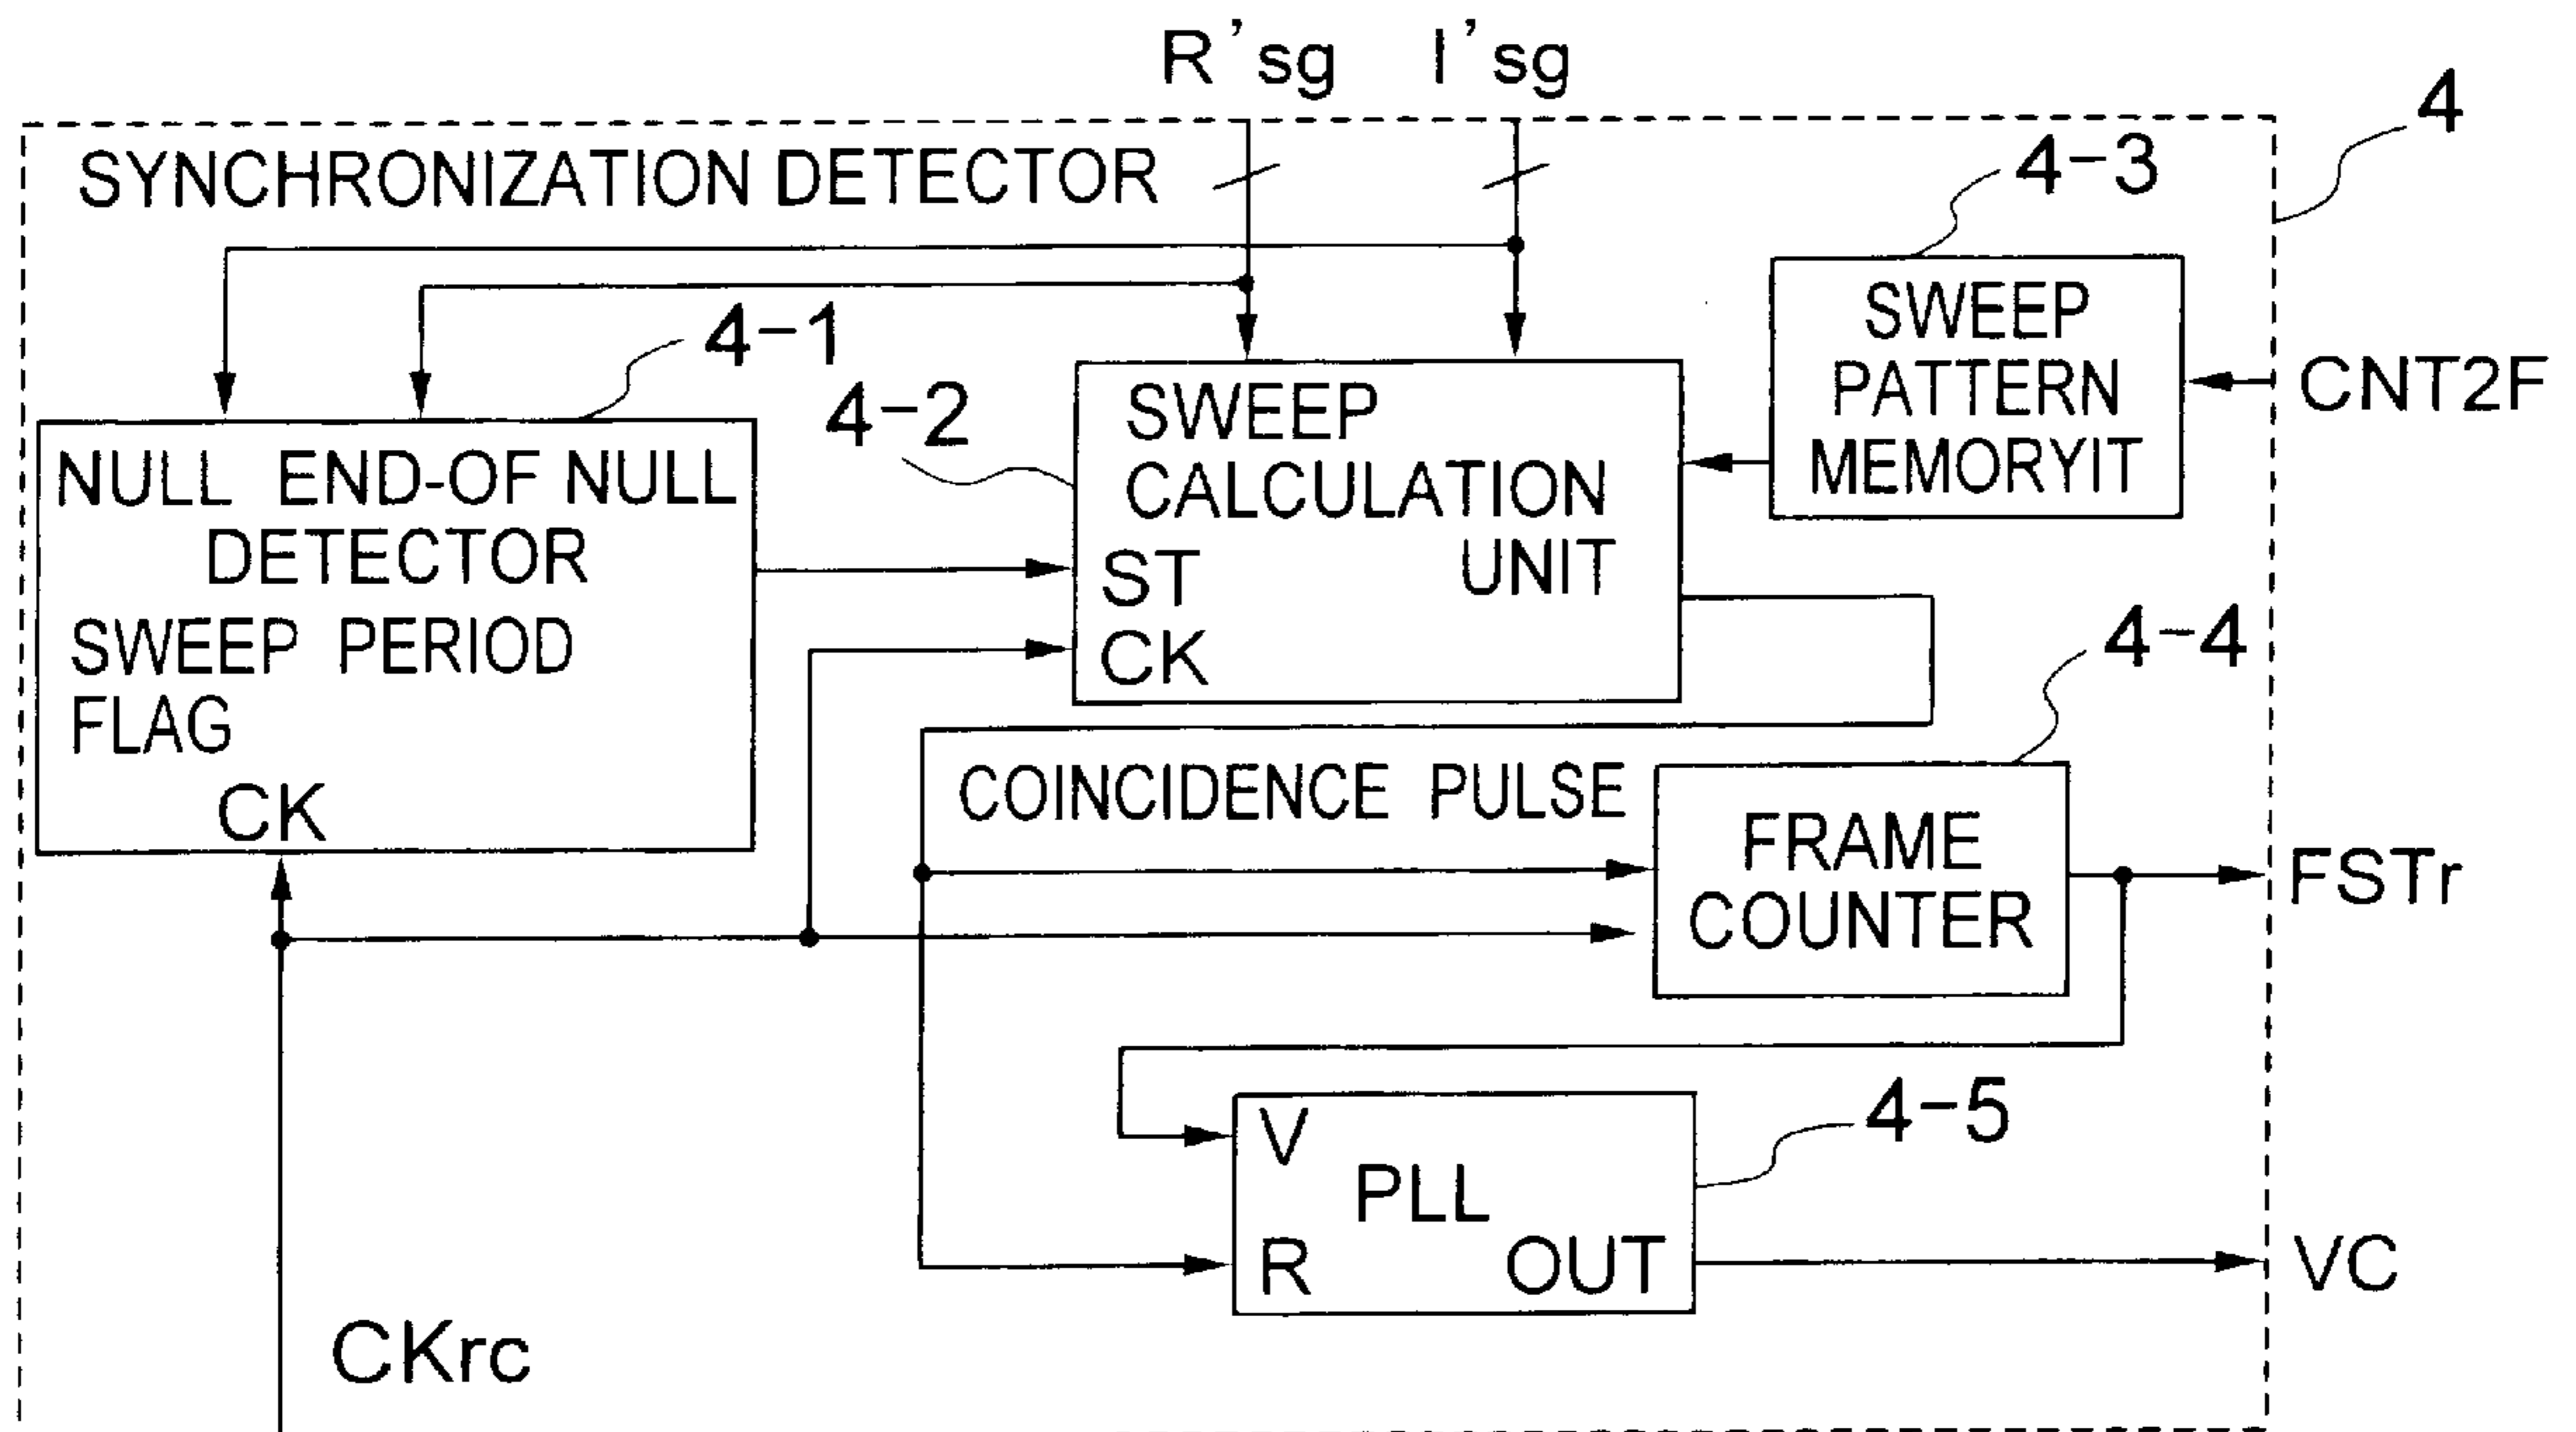 R'sg I'sg
4
SYNCHRONIZATION DETECTOR
4-3
4-1
SWEEP
PATTERN
MEMORYIT
CNT2F
4-2
SWEEP
CALCULATION
UNIT
ST
CK
NULL END-OF NULL
DETECTOR
SWEEP PERIOD
FLAG
CK
4-4
COINCIDENCE PULSE
FRAME
COUNTER
FSTr
4-5
V
PLL
R
OUT
VC
CKrc